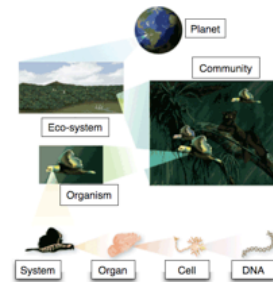 Planet
Community
Eco-system
Organism
System
Organ
Cell
DNA